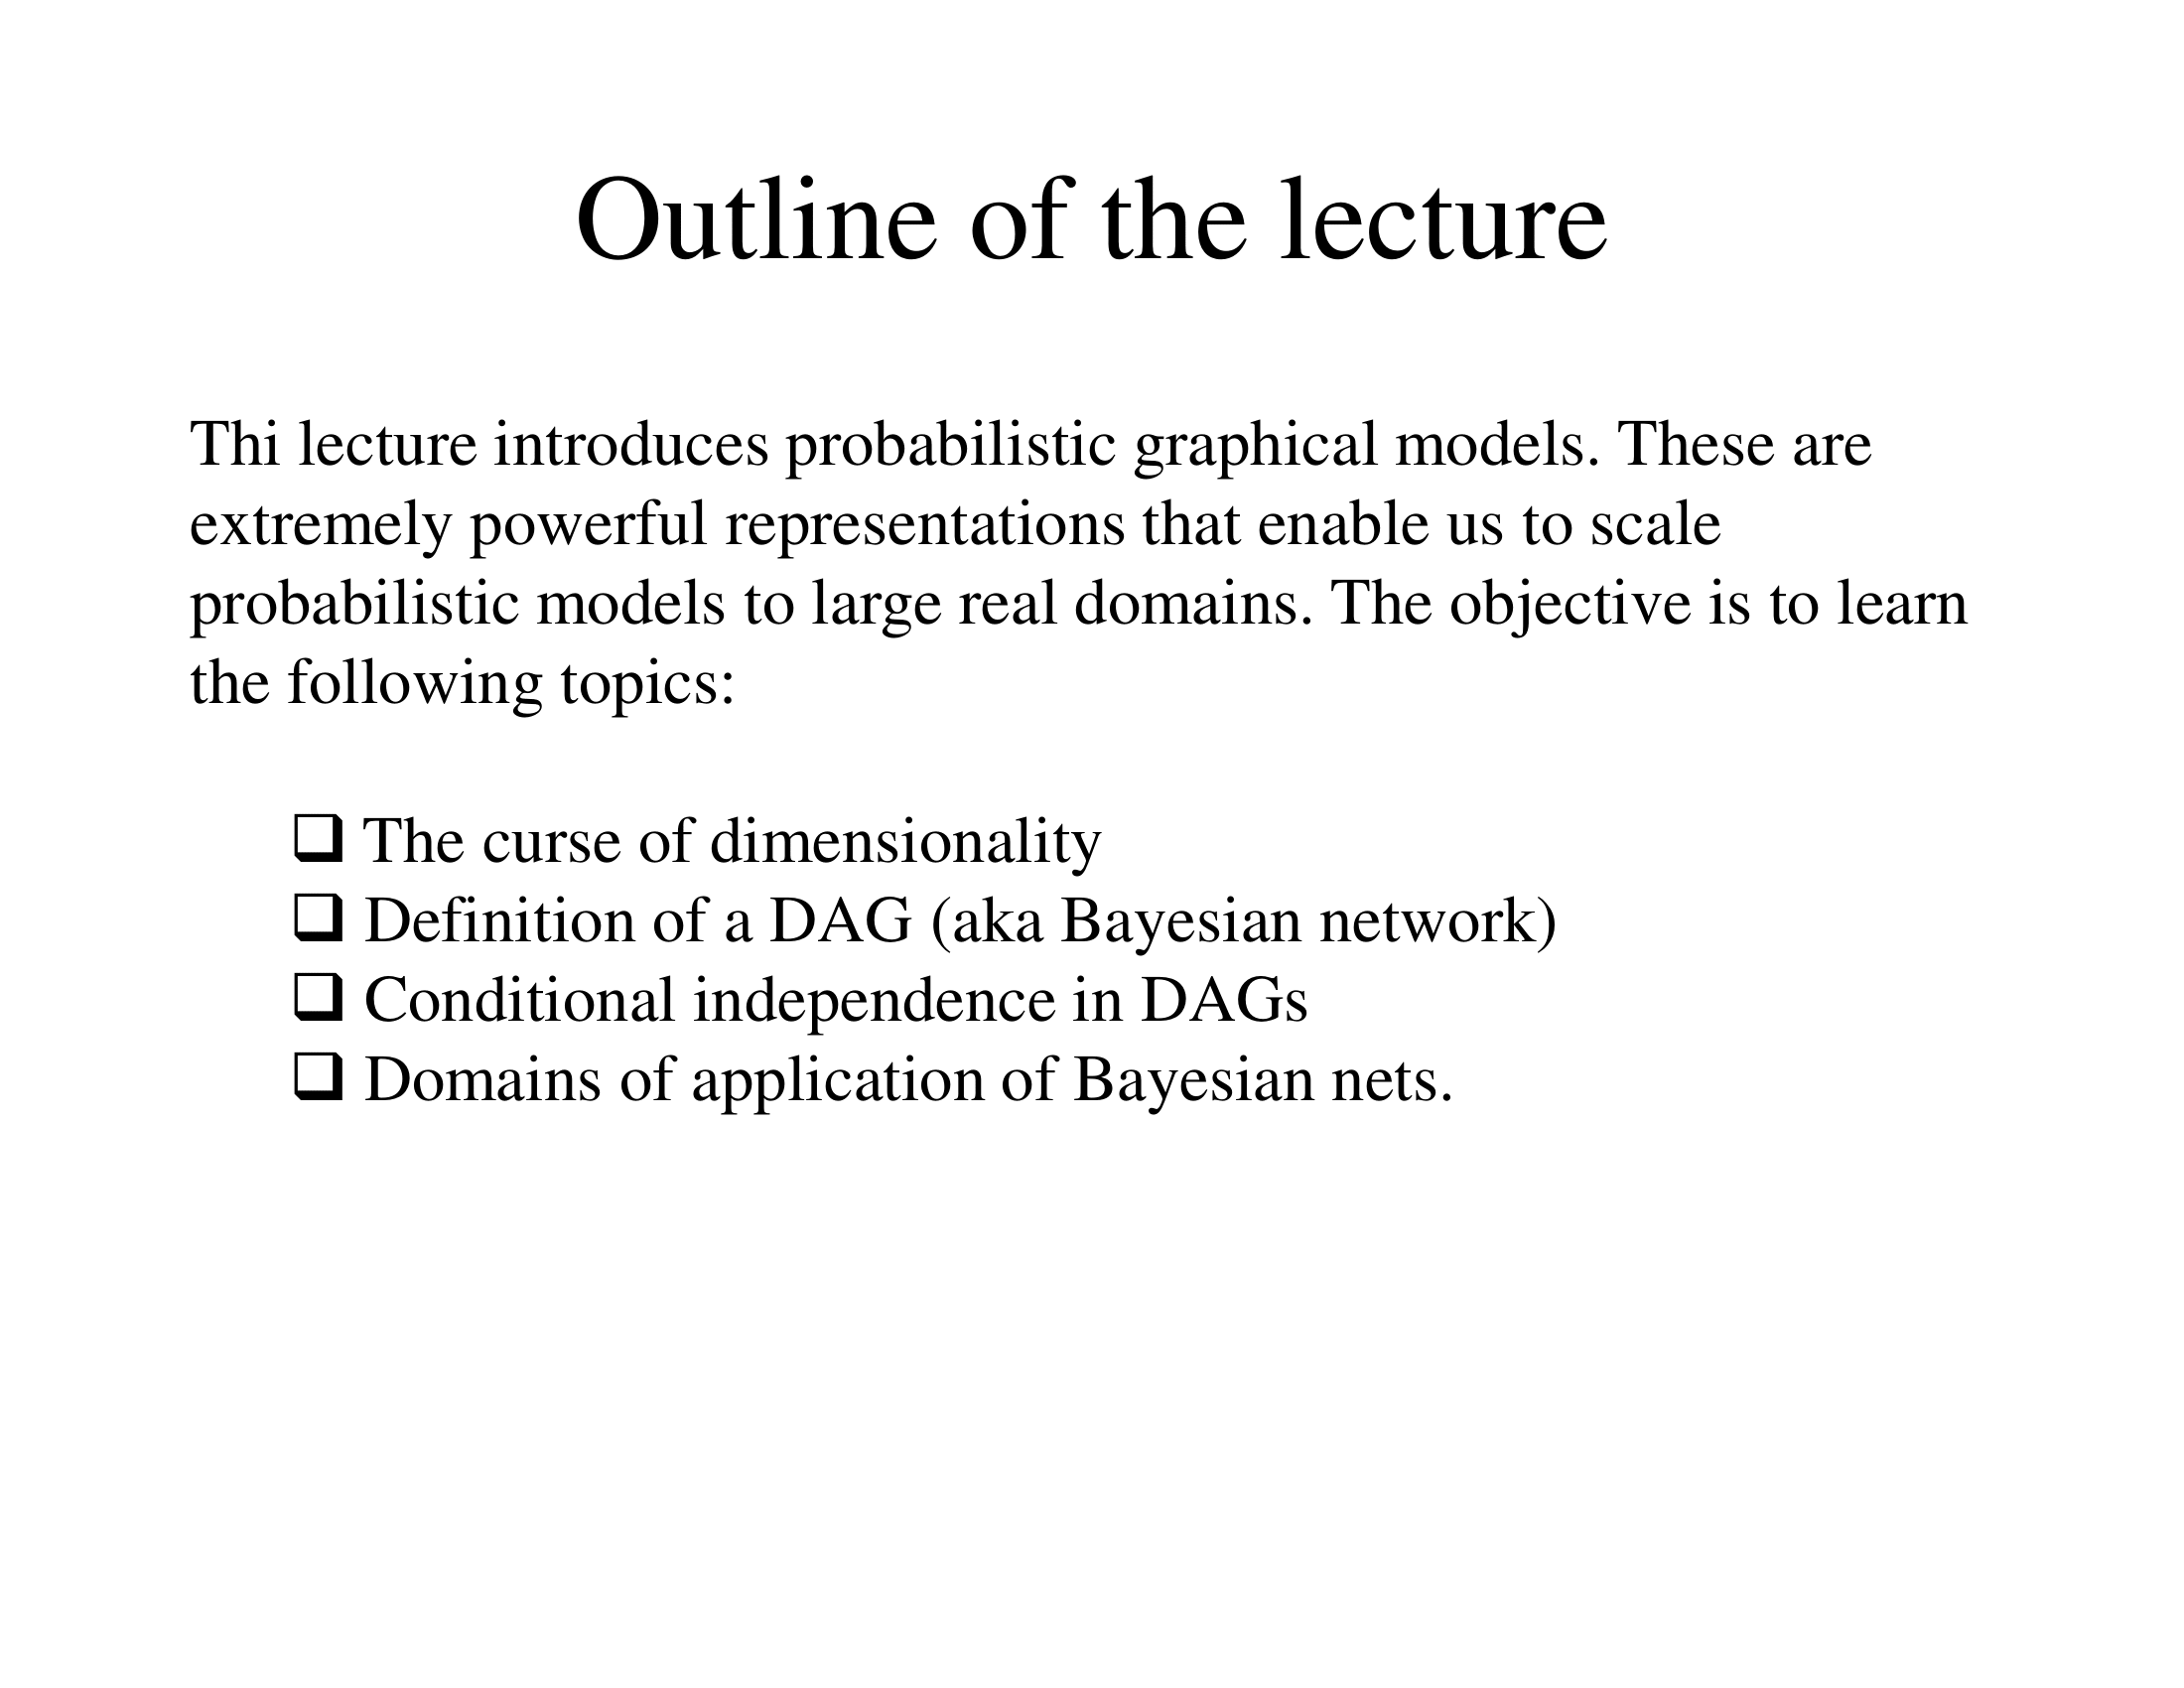 Outline of the lecture
Thi lecture introduces probabilistic graphical models. These are
extremely powerful representations that enable us to scale
probabilistic models to large real domains. The objective is to learn
the following topics:
❑ The curse of dimensionality
❑ Definition of a DAG (aka Bayesian network)
❑ Conditional independence in DAGs
❑ Domains of application of Bayesian nets.